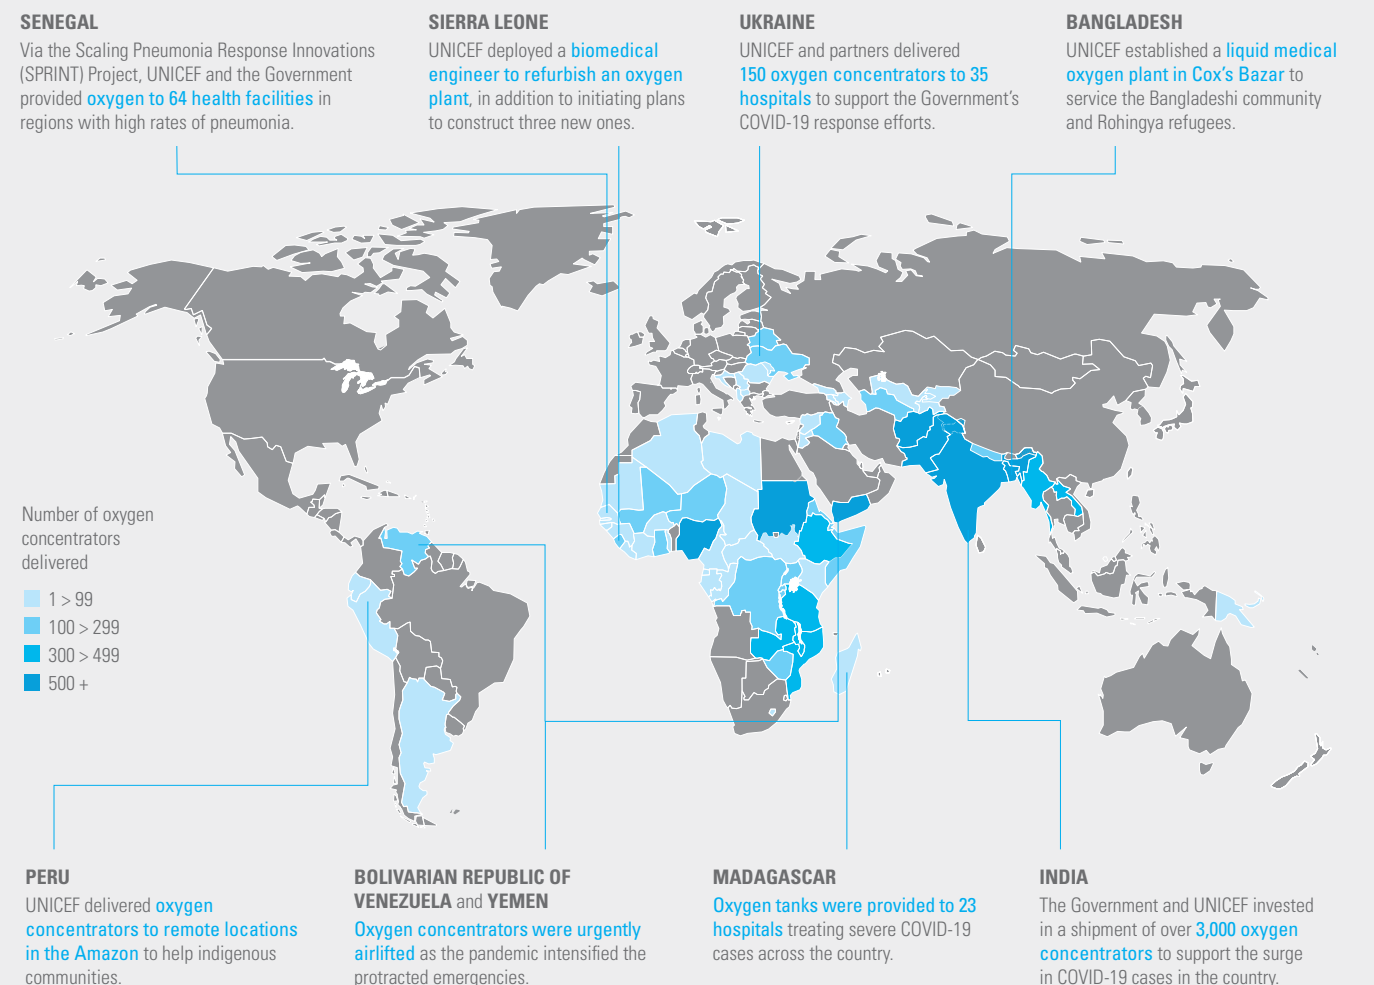 SENEGAL
Via the Scaling Pneumonia Response Innovations
(SPRINT) Project, UNICEF and the Government
provided oxygen to 64 health facilities in
regions with high rates of pneumonia.
SIERRA LEONE
UNICEF deployed a biomedical
engineer to refurbish an oxygen
plant, in addition to initiating plans
to construct three new ones.
UKRAINE
UNICEF and partners delivered
150 oxygen concentrators to 35
hospitals to support the Government's
COVID-19 response efforts.
BANGLADESH
UNICEF established a liquid medical
oxygen plant in Cox's Bazar to
service the Bangladeshi community
and Rohingya refugees.
Number of oxygen
concentrators
delivered
1 > 99
100 > 299
300 > 499
500 +
PERU
UNICEF delivered oxygen
concentrators to remote locations
in the Amazon to help indigenous
communities.
BOLIVARIAN REPUBLIC OF
VENEZUELA and YEMEN
Oxygen concentrators were urgently
airlifted as the pandemic intensified the
protracted emergencies.
MADAGASCAR
Oxygen tanks were provided to 23
hospitals treating severe COVID-19
cases across the country.
INDIA
The Government and UNICEF invested
in a shipment of over 3,000 oxygen
concentrators to support the surge
in COVID-19 cases in the country.